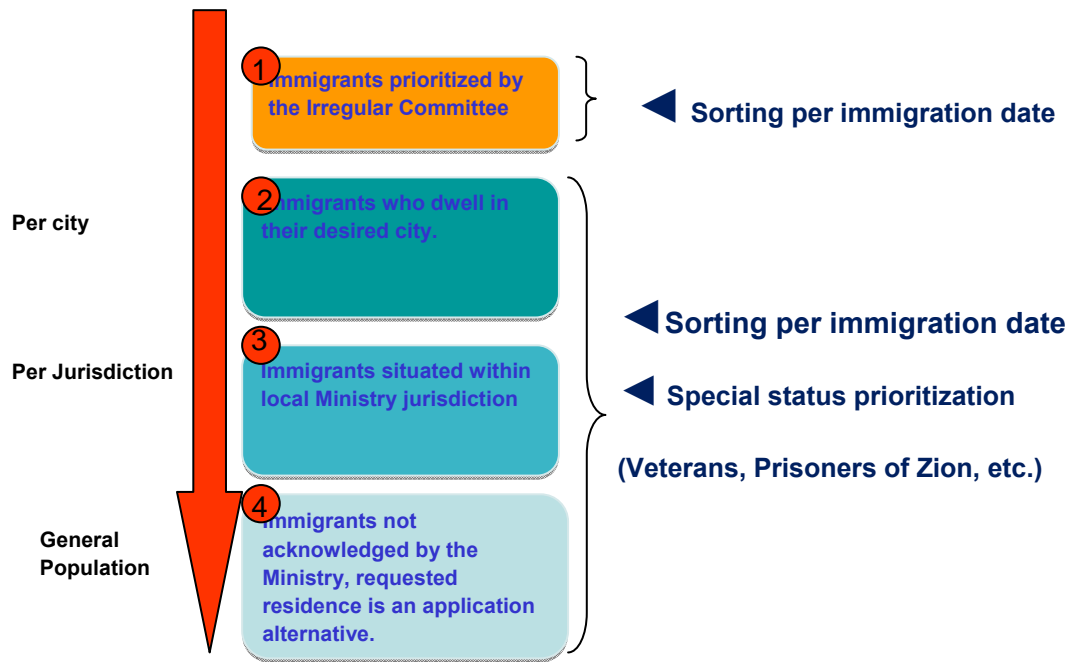 1
Immigrants prioritized by
the Irregular Committee
Sorting per immigration date
Per city
2
Immigrants who dwell in
their desired city.
Sorting per immigration date
Per Jurisdiction
3
Immigrants situated within
local Ministry jurisdiction
Special status prioritization
(Veterans, Prisoners of Zion, etc.)
General
Population
4
Immigrants not
acknowledged by the
Ministry, requested
residence is an application
alternative.